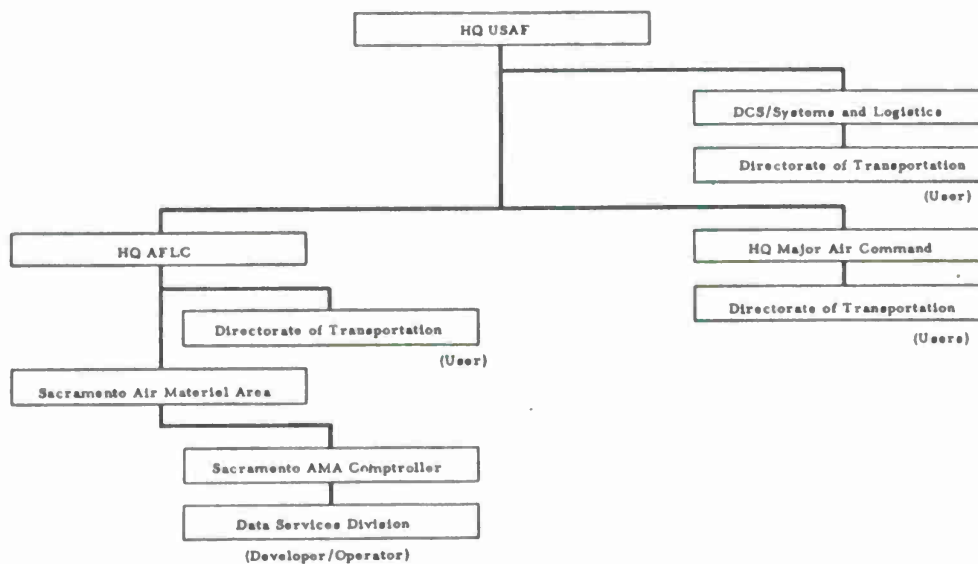 HQ USAF
DCS/Systems and Logistics
Directorate of Transportation
(User)
HQ AFLC
HQ Major Air Command
Directorate of Transportation
(User)
Directorate of Transportation
(Users)
Sacramento Air Materiel Area
Sacramento AMA Comptroller
Data Services Division
(Developer/Operator)